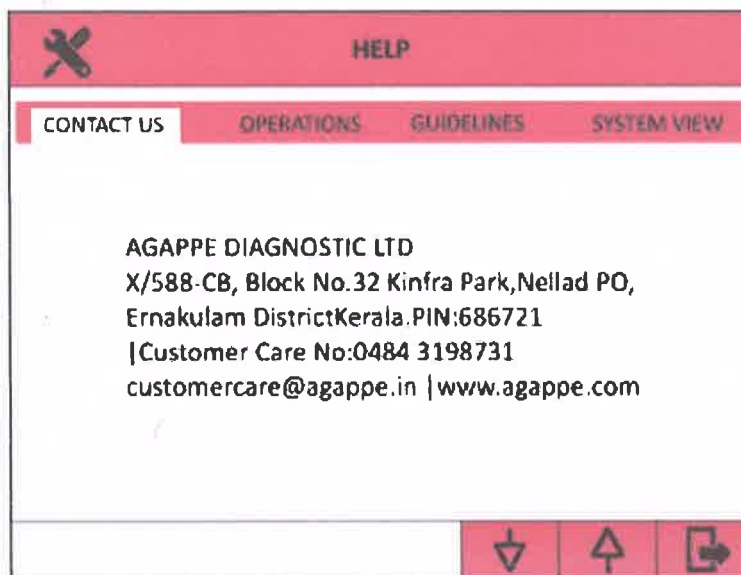 HELP
CONTACT US OPERATIONS GUIDELINES SYSTEM VIEW
AGAPPE DIAGNOSTIC LTD
X/588-CB, Block No.32 Kinfra Park,Nellad PO,
Ernakulam DistrictKerala.PIN:686721
|Customer Care No:0484 3198731
customercare@agappe.in |www.agappe.com